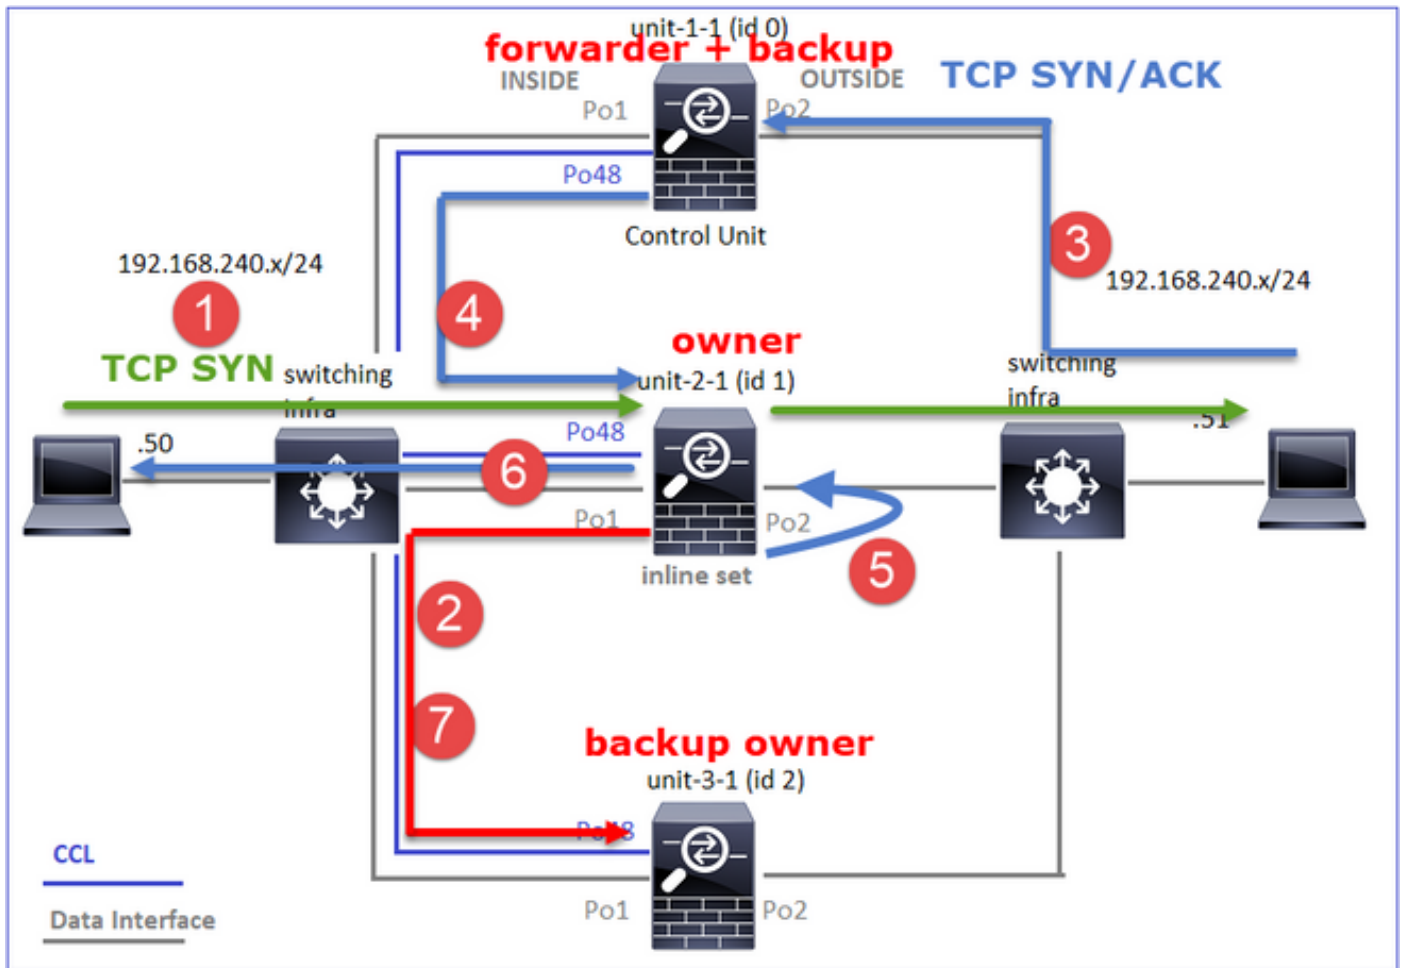 unit-1-1 (id 0)
forwarder + backup
INSIDE
OUTSIDE
TCP SYN/ACK
Po1
Po2
Po48
Control Unit
3
192.168.240.x/24
192.168.240.x/24
1
4
owner
TCP SYN
switching
infra
unit-2-1 (id 1)
switching
infra
.50
Po48
.51
6
Po1
Po2
inline set
5
2
7
backup owner
unit-3-1 (id 2)
Po48
CCL
Data Interface
Po1
Po2